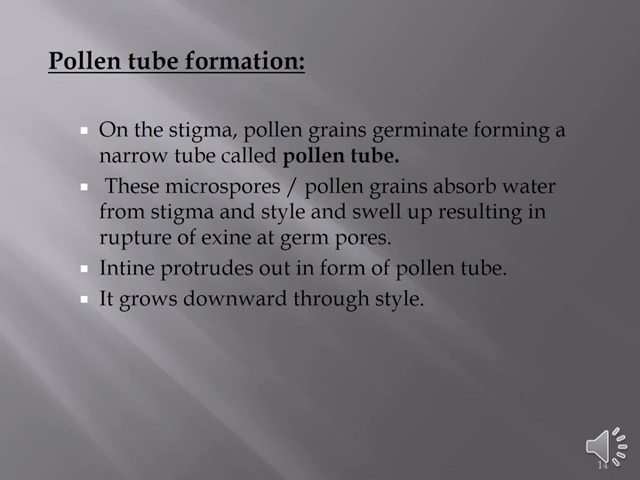 Pollen tube formation:
On the stigma, pollen grains germinate forming a
narrow tube called pollen tube.
These microspores / pollen grains absorb water
from stigma and style and swell up resulting in
rupture of exine at germ pores.
Intine protrudes out in form of pollen tube.
It grows downward through style.
14